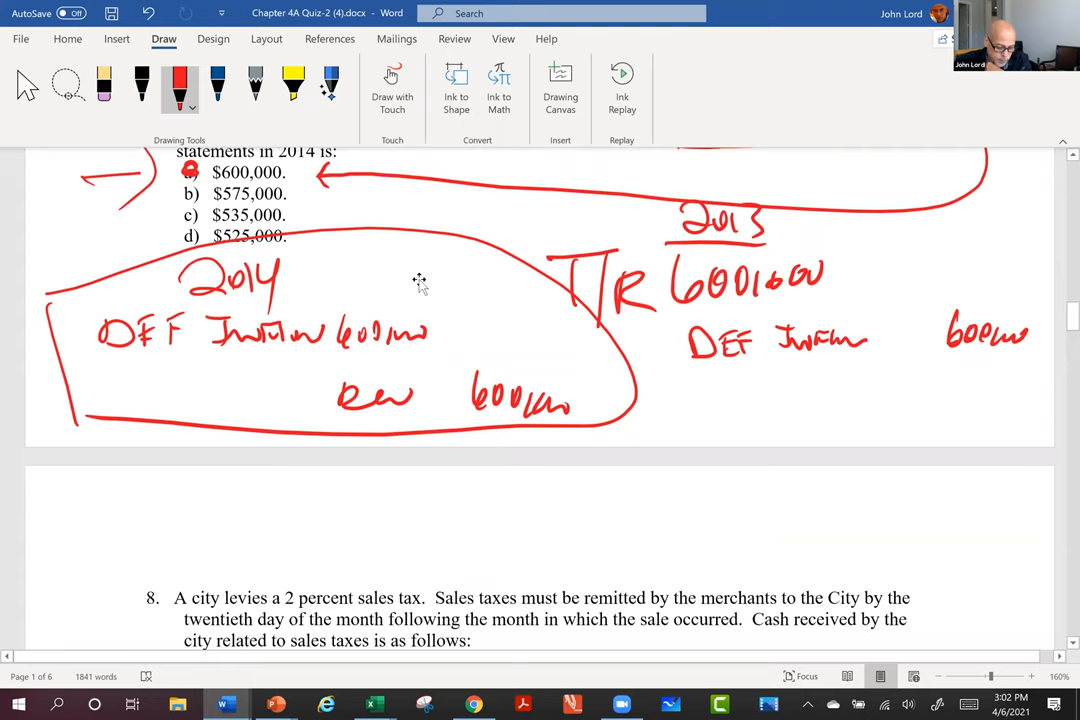 AutoSave Off Chapter 4A Quiz-2 (4).docx - Word Search John Lord
File Home Insert Draw Design Layout References Mailings Review View Help
John Lord
Draw with Touch
Ink to Shape
Ink to Math
Drawing Canvas
Ink Replay
Drawing Tools Touch Convert Insert Replay
statements in 2014 is:
$600,000.
b) $575,000.
c) $535,000.
d) $525,000.
2013
2014
T/R 600,000
DEF Inflow 600,000
DEF Inflow 600,000
Rev 600,000
8. A city levies a 2 percent sales tax. Sales taxes must be remitted by the merchants to the City by the
twentieth day of the month following the month in which the sale occurred. Cash received by the
city related to sales taxes is as follows:
Page 1 of 6 1841 words Focus 160%
3:02 PM
4/6/2021